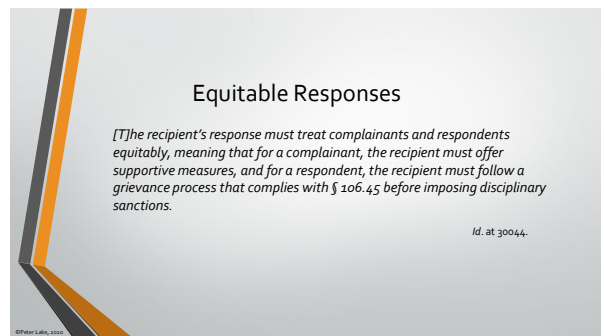 Equitable Responses
[T]he recipient's response must treat complainants and respondents
equitably, meaning that for a complainant, the recipient must offer
supportive measures, and for a respondent, the recipient must follow a
grievance process that complies with § 106.45 before imposing disciplinary
sanctions.
Id. at 30044.
©Peter Lake, 2020